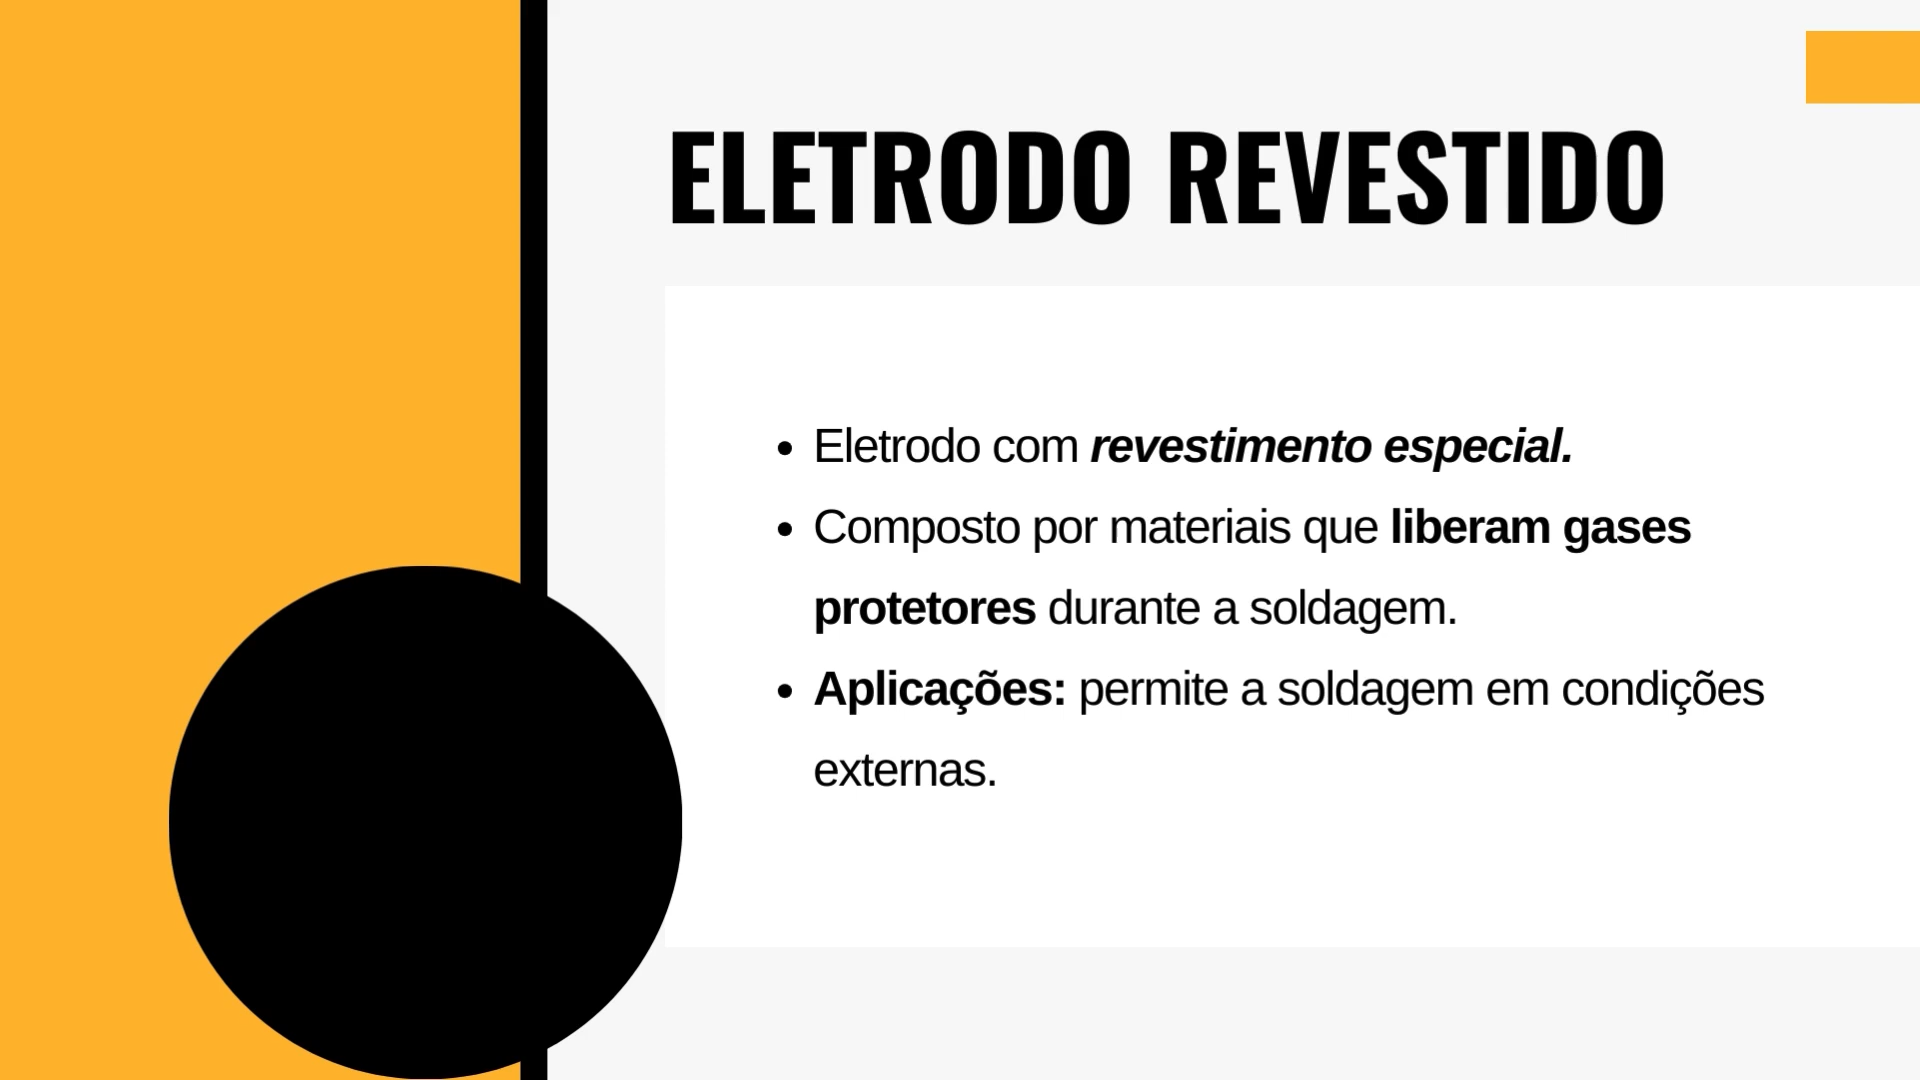 ELETRODO REVESTIDO
• Eletrodo com revestimento especial.
• Composto por materiais que liberam gases
protetores durante a soldagem.
• Aplicações: permite a soldagem em condições
externas.